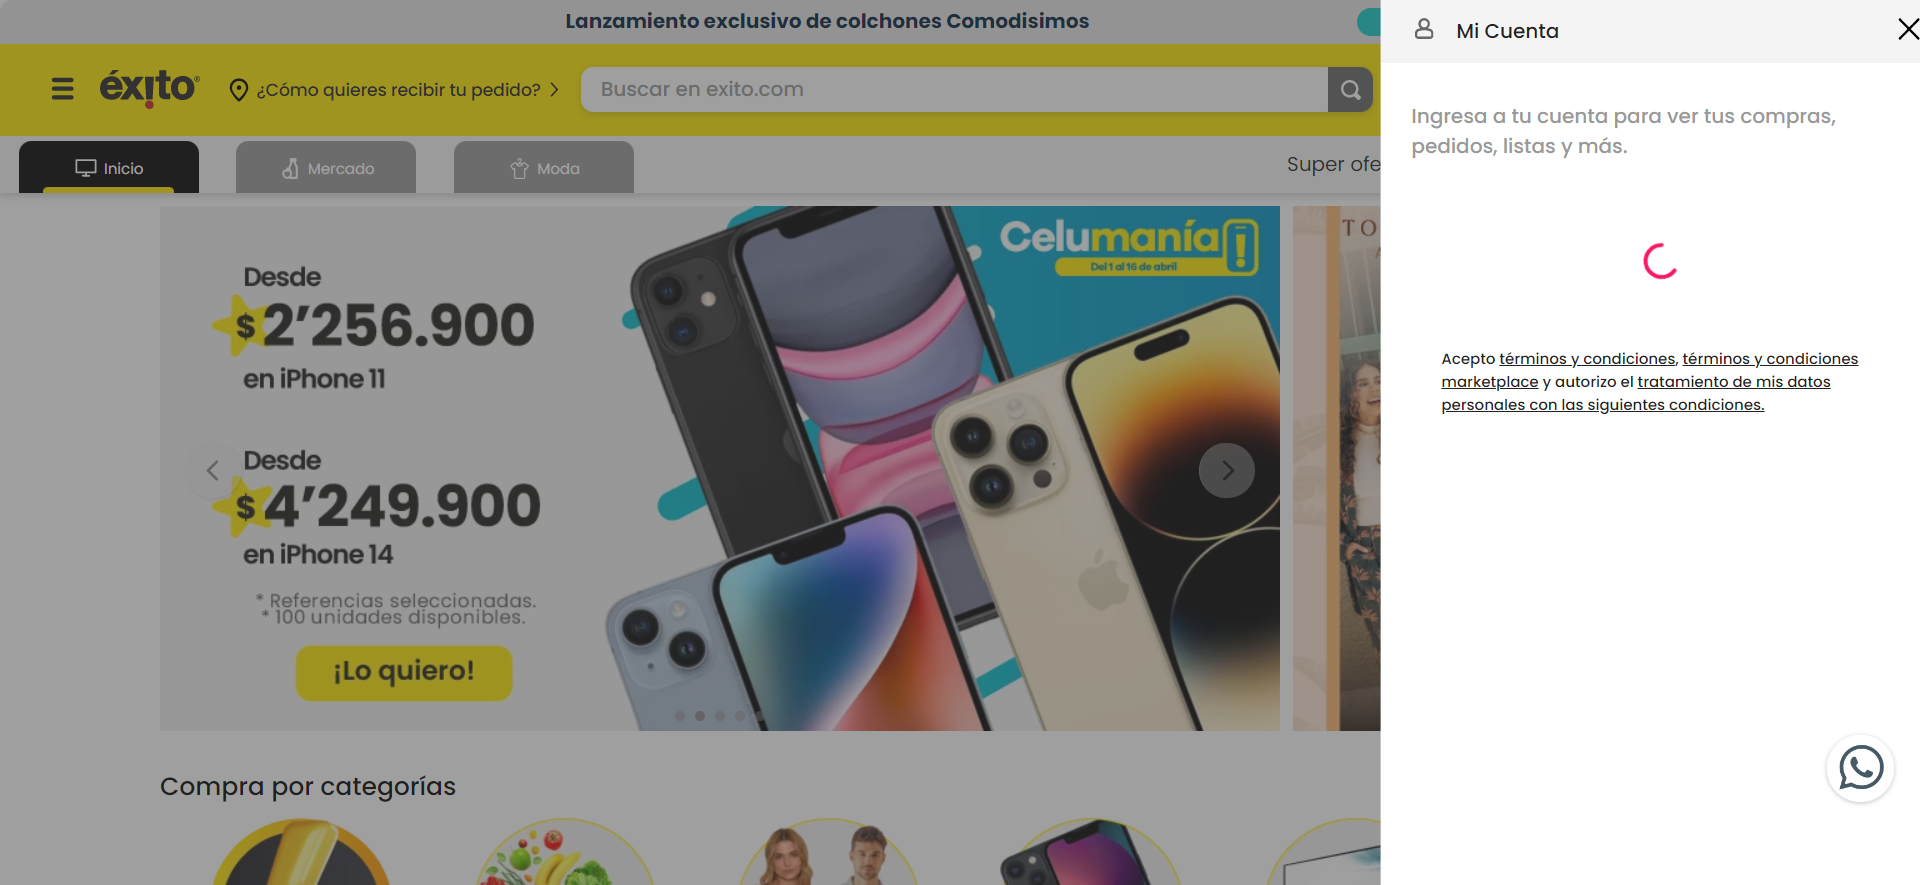 Lanzamiento exclusivo de colchones Comodisimos
éxito
¿Cómo quieres recibir tu pedido?
Buscar en exito.com
Inicio
Mercado
Moda
Super ofe
Mi Cuenta
Ingresa a tu cuenta para ver tus compras,
pedidos, listas y más.
Acepto términos y condiciones, términos y condiciones
marketplace y autorizo el tratamiento de mis datos
personales con las siguientes condiciones.
Celumanía
Del 1 al 16 de abril
Desde
$ 2’256.900
en iPhone 11
Desde
$ 4’249.900
en iPhone 14
* Referencias seleccionadas.
* 100 unidades disponibles.
¡Lo quiero!
TO
A
Compra por categorías